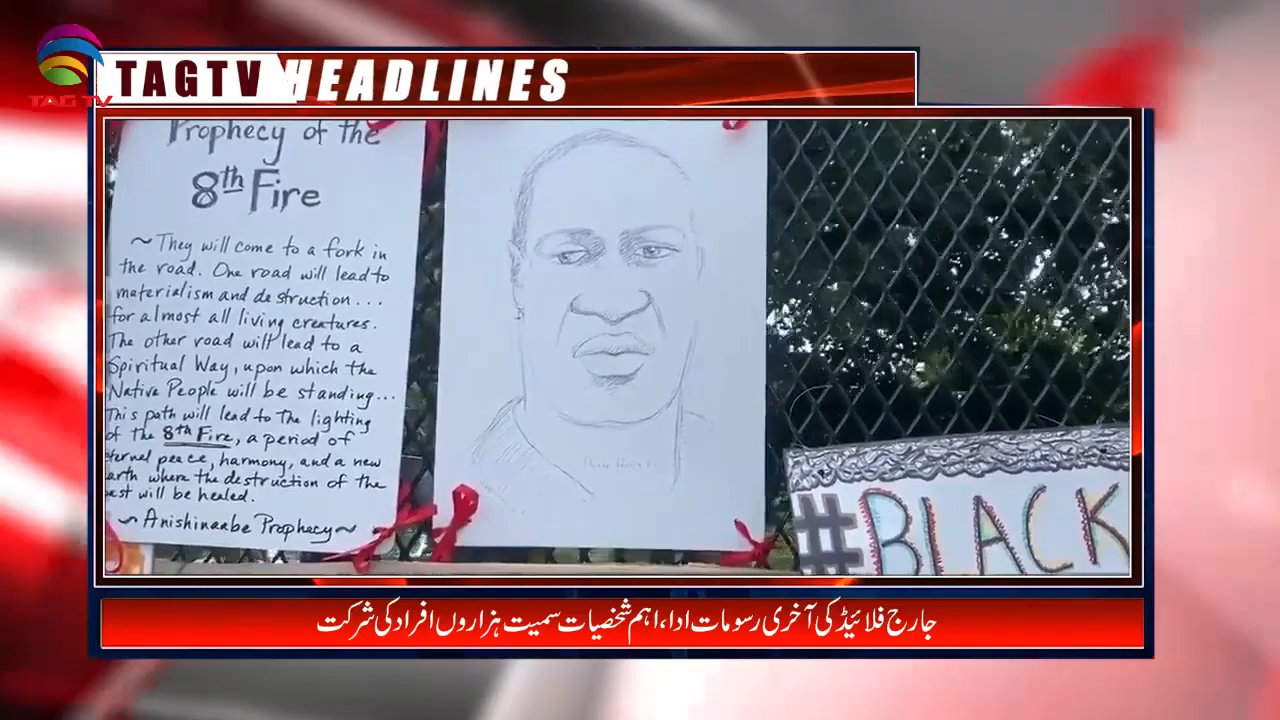 TAG TV
TAGTV HEADLINES
Prophecy of the
8th Fire
~They will come to a fork in
the road. One road will lead to
materialism and destruction...
for almost all living creatures.
The other road will lead to a
Spiritual Way, upon which the
Native People will be standing...
This path will lead to the lighting
of the 8th Fire, a period of
eternal peace, harmony, and a new
earth where the destruction of the
past will be healed.
~Anishinaabe Prophecy~
#BLACK
جارج فلائیڈ کی آخری رسومات ادا، اہم شخصیات سمیت ہزاروں افراد کی شرکت